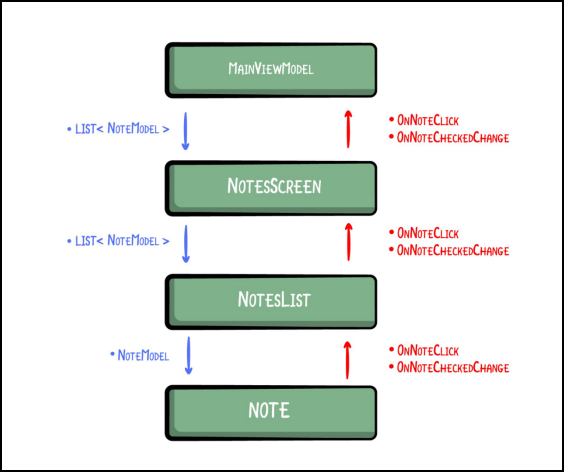 MainViewModel
• List< NoteModel >
• OnNoteClick
• OnNoteCheckedChange
NotesScreen
• List< NoteModel >
• OnNoteClick
• OnNoteCheckedChange
NotesList
• NoteModel
• OnNoteClick
• OnNoteCheckedChange
NOTE